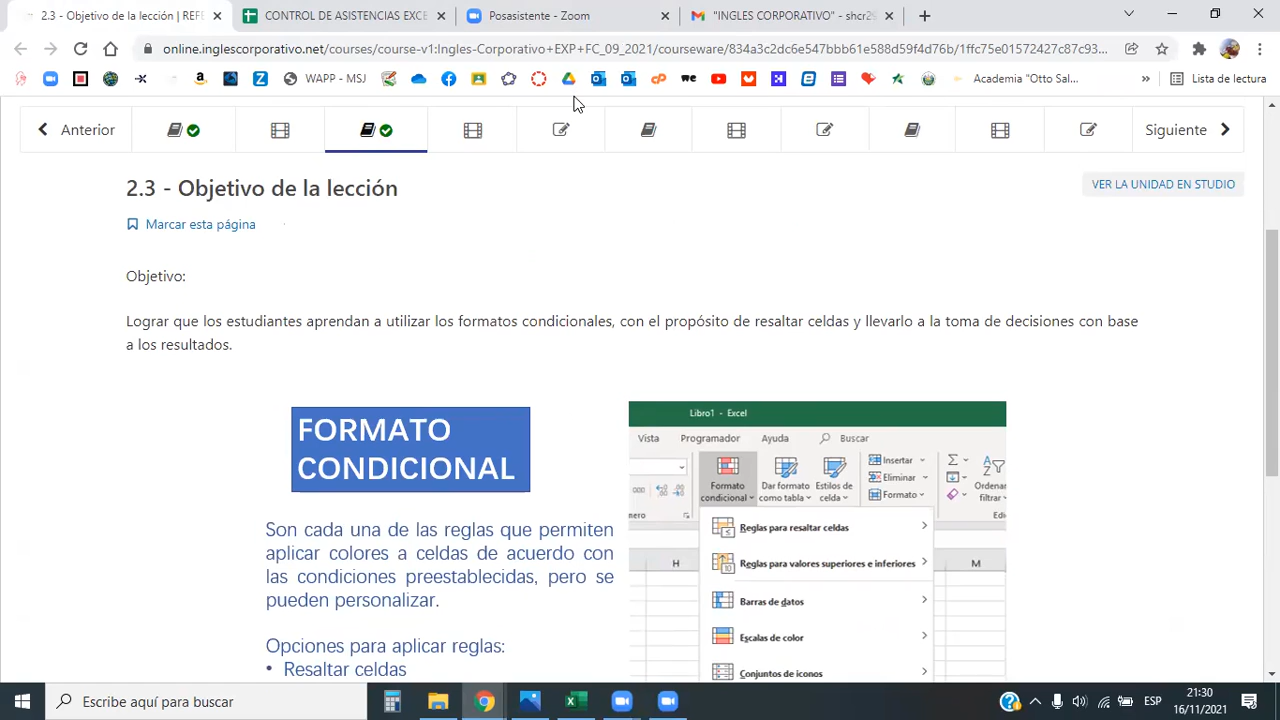 2.3 - Objetivo de la lección | REFE
CONTROL DE ASISTENCIAS EXCE
Posasistente - Zoom
"INGLES CORPORATIVO" - shcr29
online.inglescorporativo.net/courses/course-v1:Ingles-Corporativo+EXP+FC_09_2021/courseware/834a3c2dc6e547bbb61e588d59f4d76b/1ffc75e01572427c87c93...
WAPP - MSJ
Academia "Otto Sal...
»
Lista de lectura
Anterior
Siguiente
2.3 - Objetivo de la lección
VER LA UNIDAD EN STUDIO
Marcar esta página
Objetivo:
Lograr que los estudiantes aprendan a utilizar los formatos condicionales, con el propósito de resaltar celdas y llevarlo a la toma de decisiones con base
a los resultados.
FORMATO
CONDICIONAL
Son cada una de las reglas que permiten
aplicar colores a celdas de acuerdo con
las condiciones preestablecidas, pero se
pueden personalizar.
Opciones para aplicar reglas:
• Resaltar celdas
Libro1 - Excel
Vista Programador Ayuda Buscar
Formato condicional
Dar formato como tabla
Estilos de celda
Insertar
Eliminar
Formato
Ordenar
filtrar
000
mero
Edi
H M
Reglas para resaltar celdas
Reglas para valores superiores e inferiores
Barras de datos
Escalas de color
Conjuntos de iconos
Escribe aquí para buscar
ESP
21:30
16/11/2021